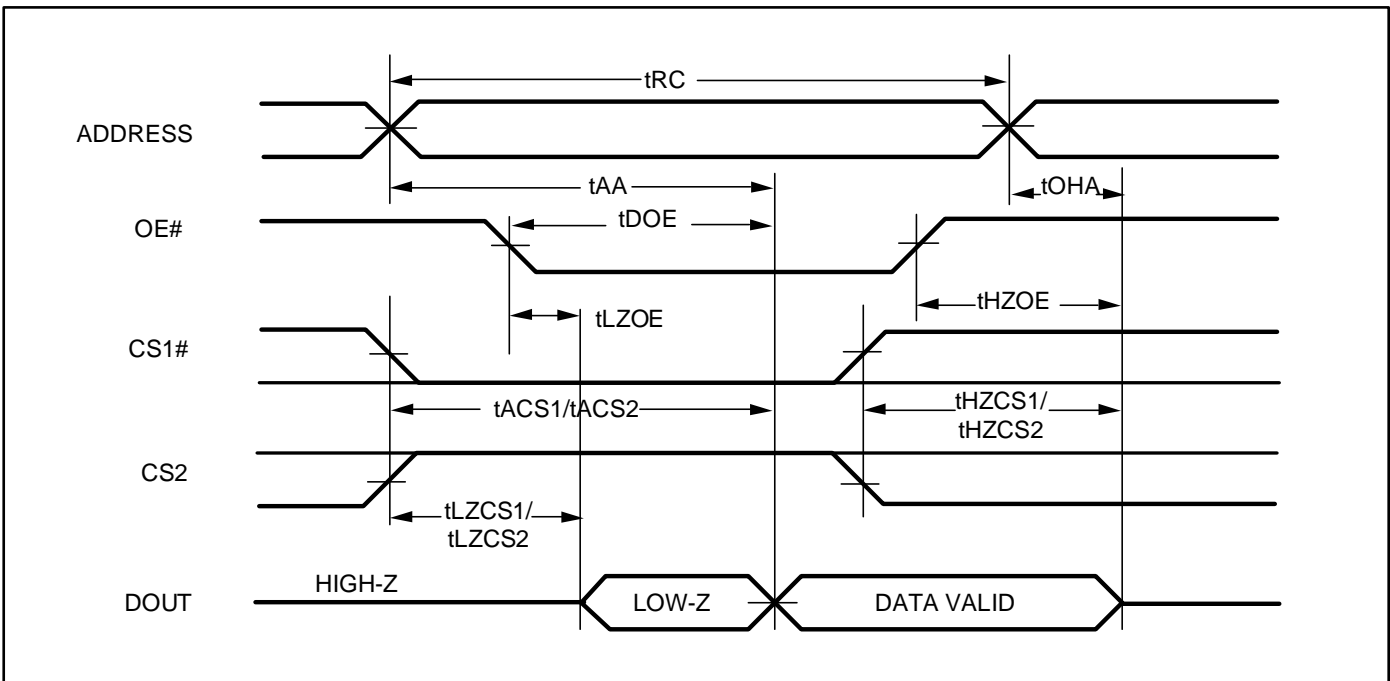 tRC
ADDRESS
tAA
tOHA
OE#
tDOE
tHZOE
tLZOE
CS1#
tACS1/tACS2
tHZCS1/
tHZCS2
CS2
tLZCS1/
tLZCS2
HIGH-Z
DOUT
LOW-Z
DATA VALID